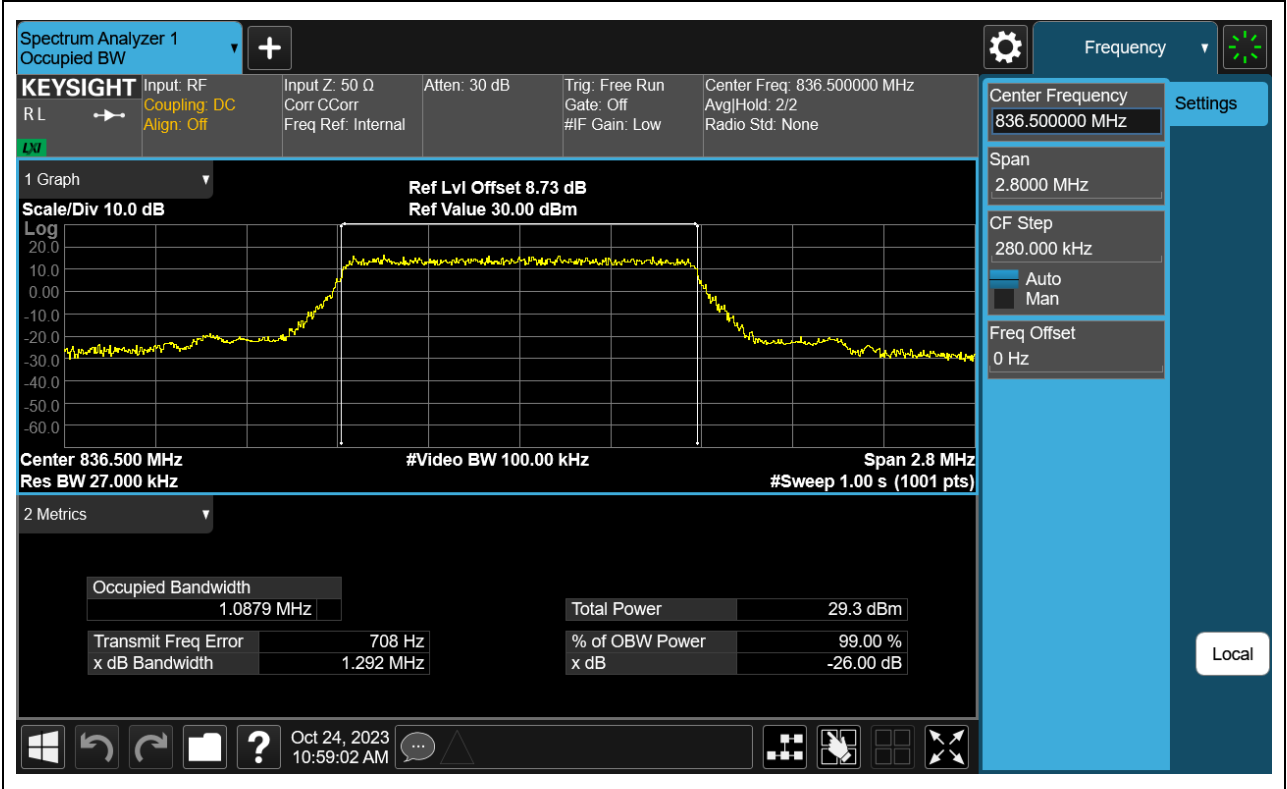 Spectrum Analyzer 1
Occupied BW
Frequency
KEYSIGHT
R L
LXI
Input: RF
Coupling: DC
Align: Off
Input Z: 50 Ω
Corr CCorr
Freq Ref: Internal
Atten: 30 dB
Trig: Free Run
Gate: Off
#IF Gain: Low
Center Freq: 836.500000 MHz
Avg|Hold: 2/2
Radio Std: None
Center Frequency
836.500000 MHz
Settings
Span
2.8000 MHz
CF Step
280.000 kHz
Auto
Man
Freq Offset
0 Hz
Local
1 Graph
Scale/Div 10.0 dB
Ref Lvl Offset 8.73 dB
Ref Value 30.00 dBm
Log
20.0
10.0
0.00
-10.0
-20.0
-30.0
-40.0
-50.0
-60.0
Center 836.500 MHz
#Video BW 100.00 kHz
Span 2.8 MHz
Res BW 27.000 kHz
#Sweep 1.00 s (1001 pts)
2 Metrics
Occupied Bandwidth
1.0879 MHz
Total Power 29.3 dBm
Transmit Freq Error 708 Hz
% of OBW Power 99.00 %
x dB Bandwidth 1.292 MHz
x dB -26.00 dB
?
Oct 24, 2023
10:59:02 AM